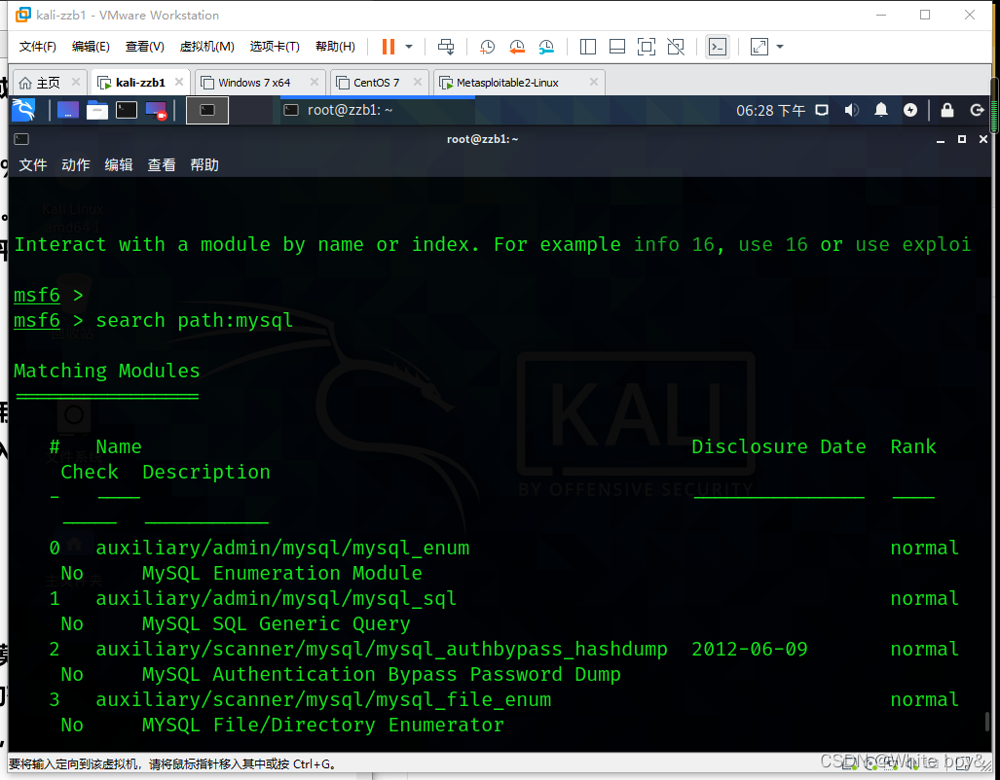 kali-zzb1 - VMware Workstation
文件(F) 编辑(E) 查看(V) 虚拟机(M) 选项卡(T) 帮助(H)
主页 kali-zzb1 Windows 7 x64 CentOS 7 Metasploitable2-Linux
root@zzb1: ~ 06:28 下午
root@zzb1: ~
文件 动作 编辑 查看 帮助
Interact with a module by name or index. For example info 16, use 16 or use exploi
msf6 >
msf6 > search path:mysql
Matching Modules
================
# Name Disclosure Date Rank
Check Description
- ---- --------------- ----
----- -----------
0 auxiliary/admin/mysql/mysql_enum normal
No MySQL Enumeration Module
1 auxiliary/admin/mysql/mysql_sql normal
No MySQL SQL Generic Query
2 auxiliary/scanner/mysql/mysql_authbypass_hashdump 2012-06-09 normal
No MySQL Authentication Bypass Password Dump
3 auxiliary/scanner/mysql/mysql_file_enum normal
No MYSQL File/Directory Enumerator
KALI
BY OFFENSIVE SECURITY
要将输入定向到该虚拟机，请将鼠标指针移入其中或按 Ctrl+G。
CSDN @White boy&